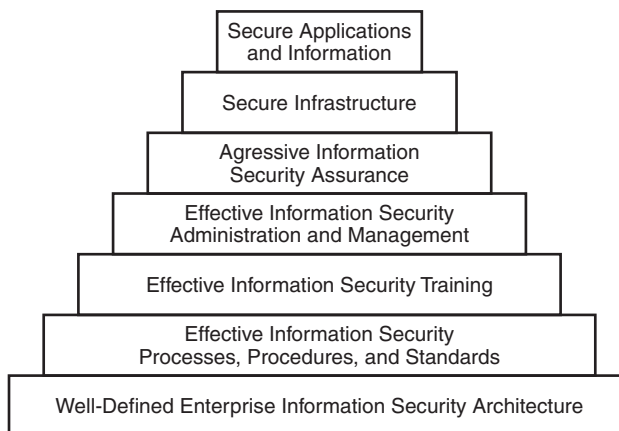 Secure Applications
and Information
Secure Infrastructure
Agressive Information
Security Assurance
Effective Information Security
Administration and Management
Effective Information Security Training
Effective Information Security
Processes, Procedures, and Standards
Well-Defined Enterprise Information Security Architecture